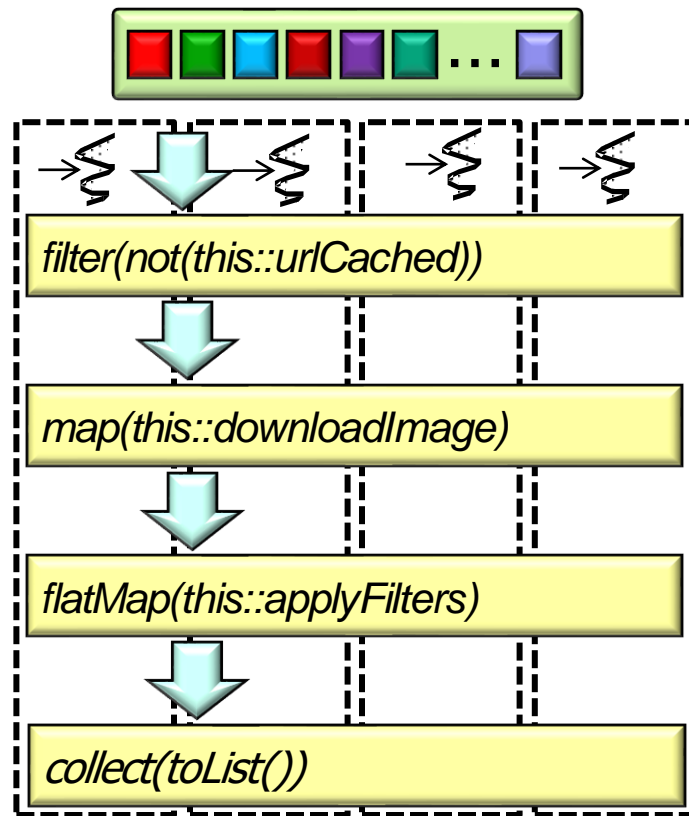 ...
filter(not(this::urlCached))
map(this::downloadImage)
flatMap(this::applyFilters)
collect(toList())